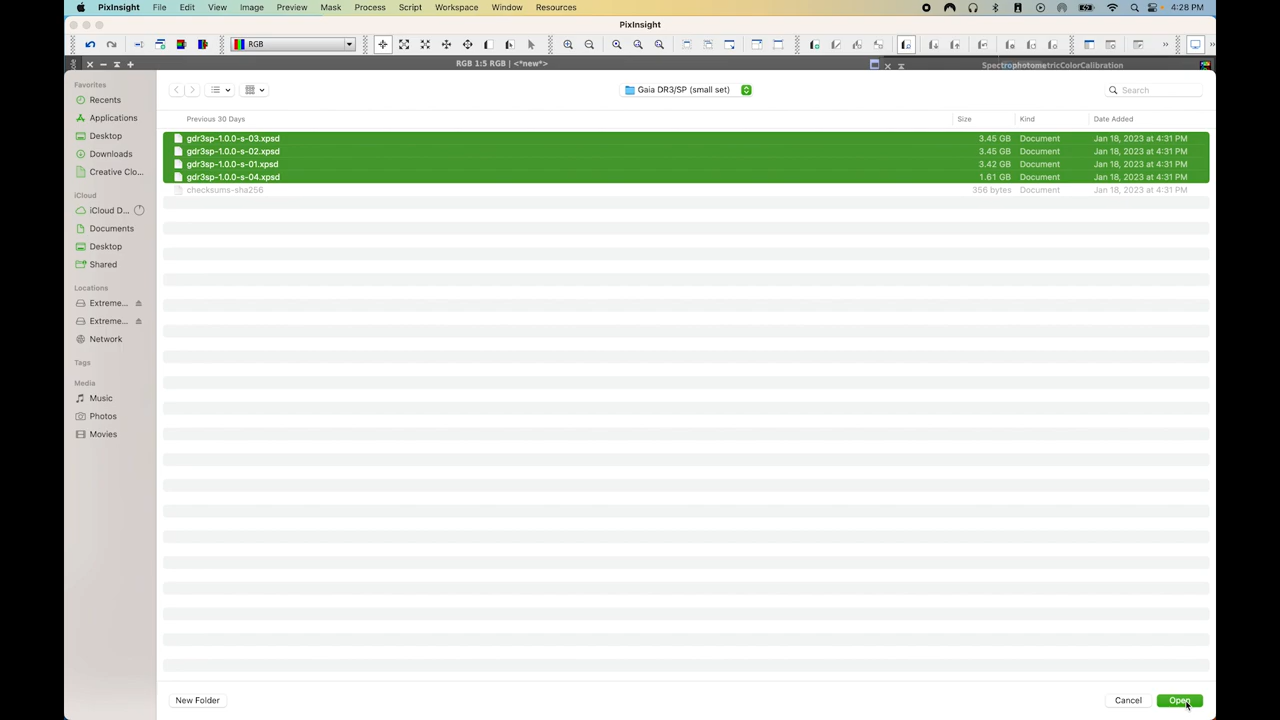 PixInsight File Edit View Image Preview Mask Process Script Workspace Window Resources 4:28 PM
PixInsight
RGB
RGB 1:5 RGB | <*new*>
SpectrophotometricColorCalibration
Favorites
Recents
Applications
Desktop
Downloads
Creative Clo...
iCloud
iCloud D...
Documents
Desktop
Shared
Locations
Extreme...
Extreme...
Network
Tags
Media
Music
Photos
Movies
Gaia DR3/SP (small set)
Search
Previous 30 Days Size Kind Date Added
gdr3sp-1.0.0-s-03.xpsd 3.45 GB Document Jan 18, 2023 at 4:31 PM
gdr3sp-1.0.0-s-02.xpsd 3.45 GB Document Jan 18, 2023 at 4:31 PM
gdr3sp-1.0.0-s-01.xpsd 3.42 GB Document Jan 18, 2023 at 4:31 PM
gdr3sp-1.0.0-s-04.xpsd 1.61 GB Document Jan 18, 2023 at 4:31 PM
checksums-sha256 356 bytes Document Jan 18, 2023 at 4:31 PM
New Folder Cancel Open